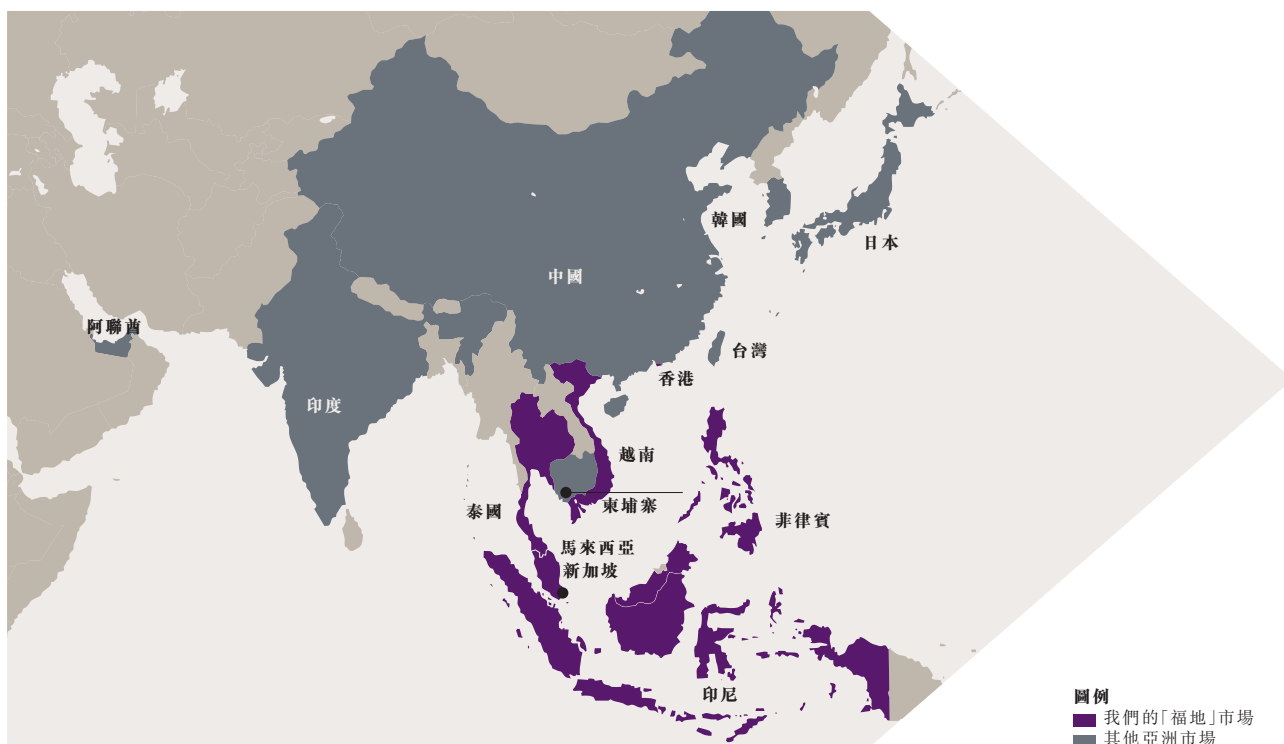 韓國
日本
中國
阿聯酋
台灣
香港
印度
越南
柬埔寨
泰國
菲律賓
馬來西亞
新加坡
印尼
圖例
我們的「福地」市場
其他亞洲市場